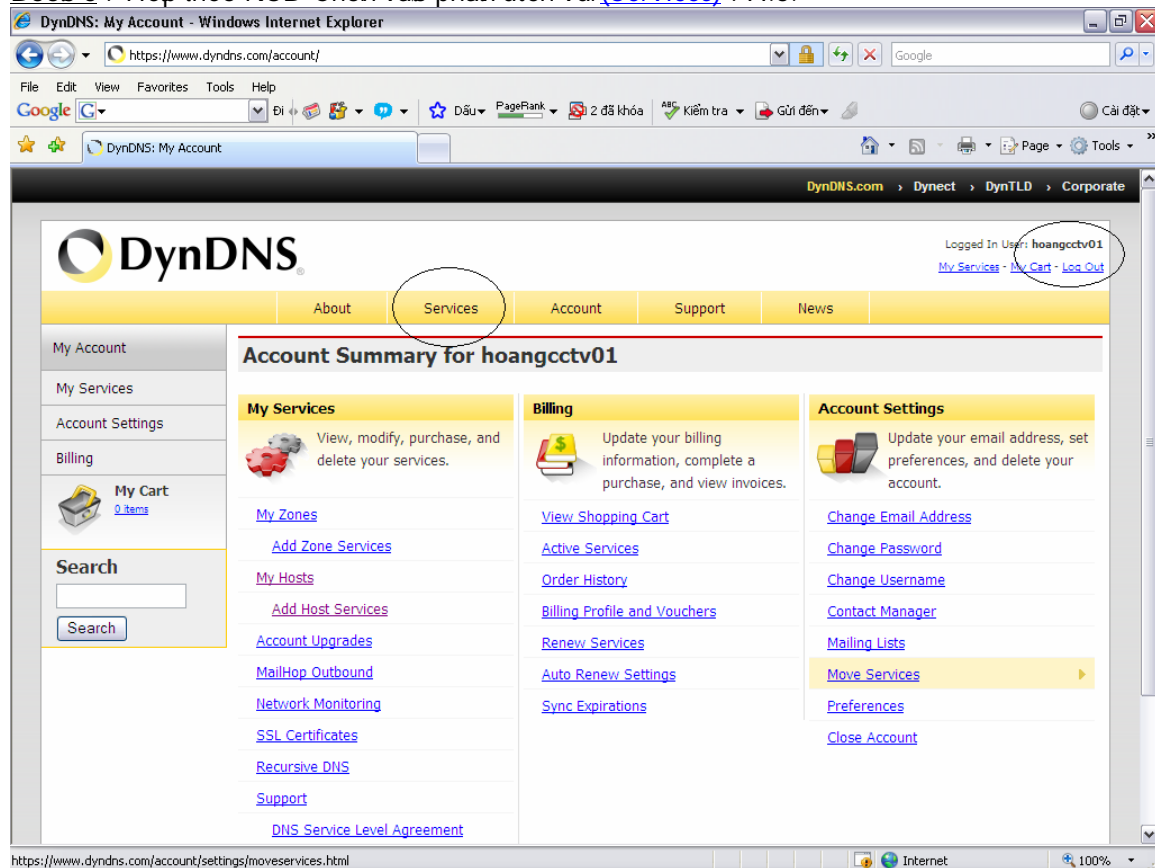 DynDNS: My Account - Windows Internet Explorer
https://www.dyndns.com/account/
Google
File Edit View Favorites Tools Help
Google G Đi Dấu PageRank 2 đã khóa Kiểm tra Gửi đến Cài đặt
DynDNS: My Account
Page Tools
DynDNS.com › Dynect › DynTLD › Corporate
DynDNS
Logged In User: hoangcctv01
My Services - My Cart - Log Out
About Services Account Support News
My Account
My Services
Account Settings
Billing
My Cart
0 items
Search
Search
Account Summary for hoangcctv01
My Services
View, modify, purchase, and
delete your services.
My Zones
Add Zone Services
My Hosts
Add Host Services
Account Upgrades
MailHop Outbound
Network Monitoring
SSL Certificates
Recursive DNS
Support
DNS Service Level Agreement
Billing
Update your billing
information, complete a
purchase, and view invoices.
View Shopping Cart
Active Services
Order History
Billing Profile and Vouchers
Renew Services
Auto Renew Settings
Sync Expirations
Account Settings
Update your email address, set
preferences, and delete your
account.
Change Email Address
Change Password
Change Username
Contact Manager
Mailing Lists
Move Services
Preferences
Close Account
https://www.dyndns.com/account/settings/moveservices.html
Internet
100%